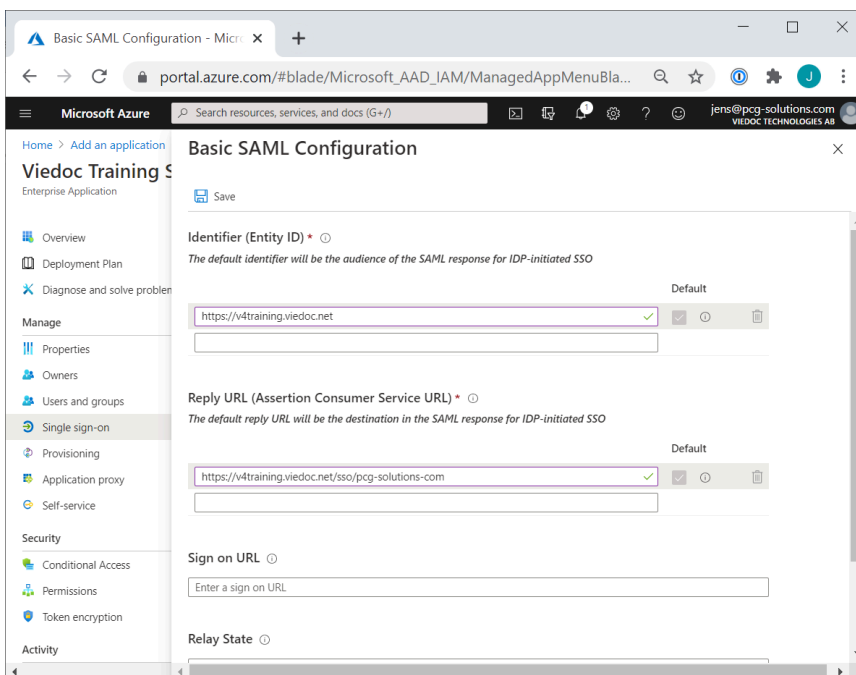 Basic SAML Configuration - Micr
portal.azure.com/#blade/Microsoft_AAD_IAM/ManagedAppMenuBla...
J
Microsoft Azure
Search resources, services, and docs (G+/)
1
jens@pcg-solutions.com
VIEDOC TECHNOLOGIES AB
Home > Add an application
Viedoc Training S
Enterprise Application
Overview
Deployment Plan
Diagnose and solve problem
Manage
Properties
Owners
Users and groups
Single sign-on
Provisioning
Application proxy
Self-service
Security
Conditional Access
Permissions
Token encryption
Activity
Basic SAML Configuration
Save
Identifier (Entity ID) *
The default identifier will be the audience of the SAML response for IDP-initiated SSO
Default
https://v4training.viedoc.net
Reply URL (Assertion Consumer Service URL) *
The default reply URL will be the destination in the SAML response for IDP-initiated SSO
Default
https://v4training.viedoc.net/sso/pcg-solutions-com
Sign on URL
Enter a sign on URL
Relay State